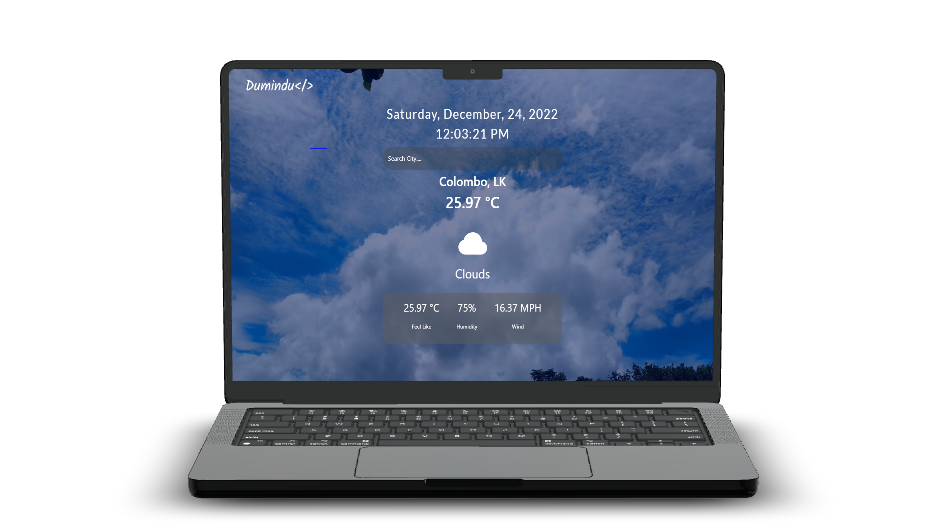 Dumindu</>
Saturday, December, 24, 2022
12:03:21 PM
Search City...
Colombo, LK
25.97 °C
Clouds
25.97 °C 75% 16.37 MPH
Feel Like Humidity Wind